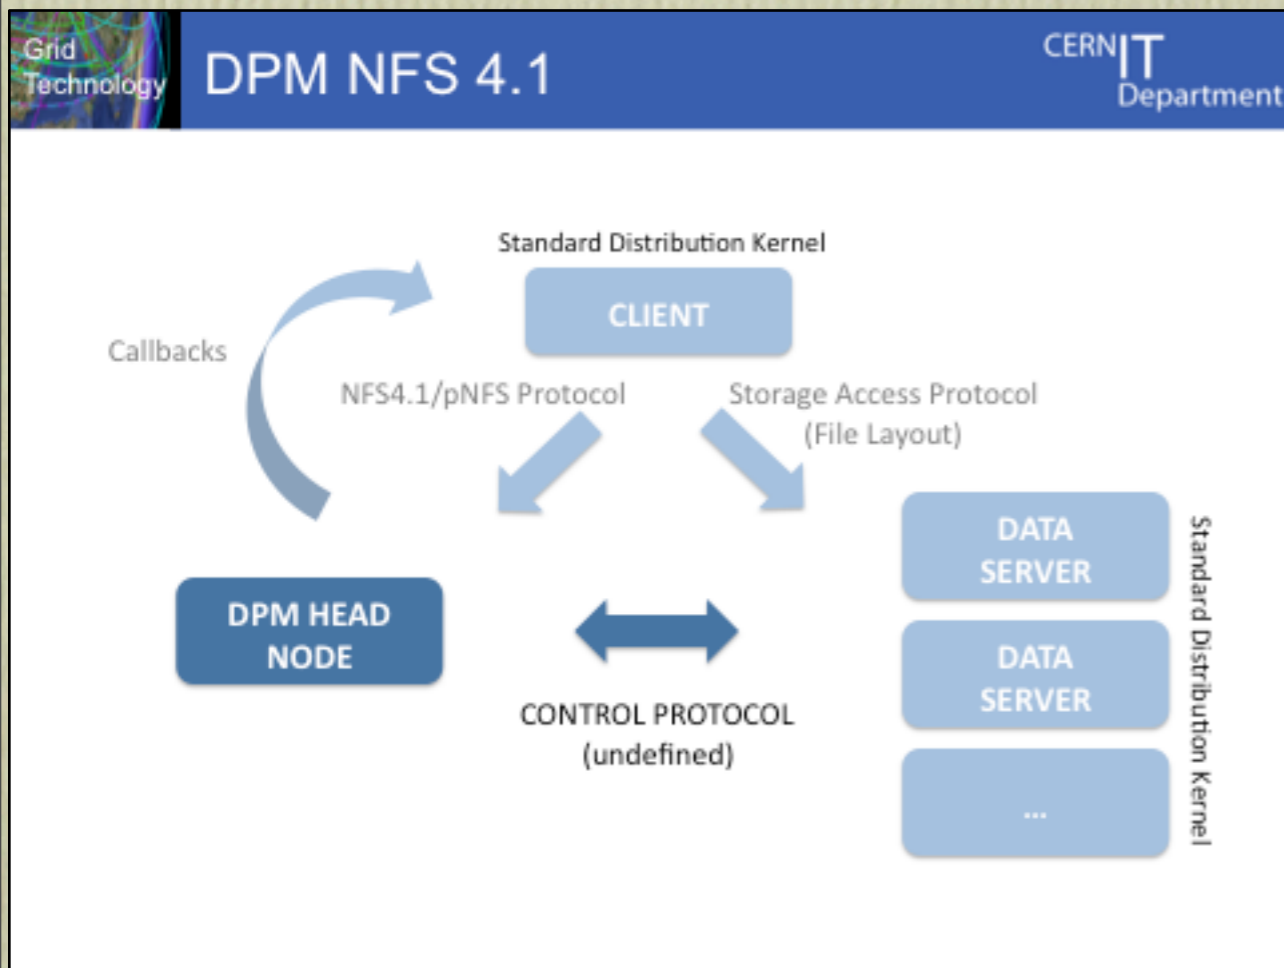 Grid
Technology
DPM NFS 4.1
CERN IT
Department
Standard Distribution Kernel
CLIENT
Callbacks
NFS4.1/pNFS Protocol
Storage Access Protocol
(File Layout)
DATA
SERVER
DPM HEAD
NODE
DATA
SERVER
CONTROL PROTOCOL
(undefined)
...
Standard Distribution Kernel